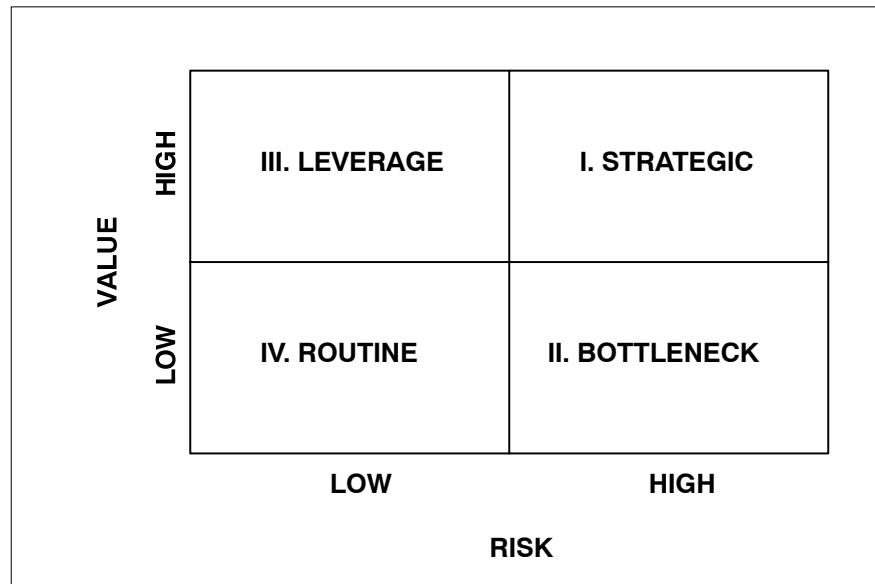 HIGH
III. LEVERAGE
I. STRATEGIC
VALUE
LOW
IV. ROUTINE
II. BOTTLENECK
LOW
HIGH
RISK